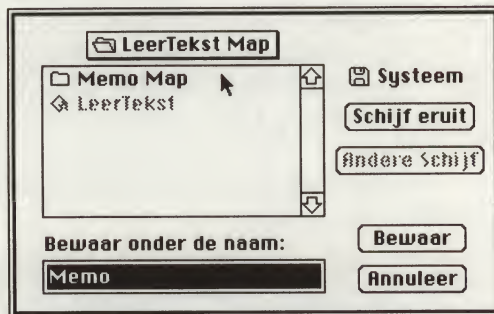 LeerTekst Map
Memo Map
LeerTekst
Systeem
Schijf eruit
Andere Schijf
Bewaar onder de naam:
Memo
Bewaar
Annuleer